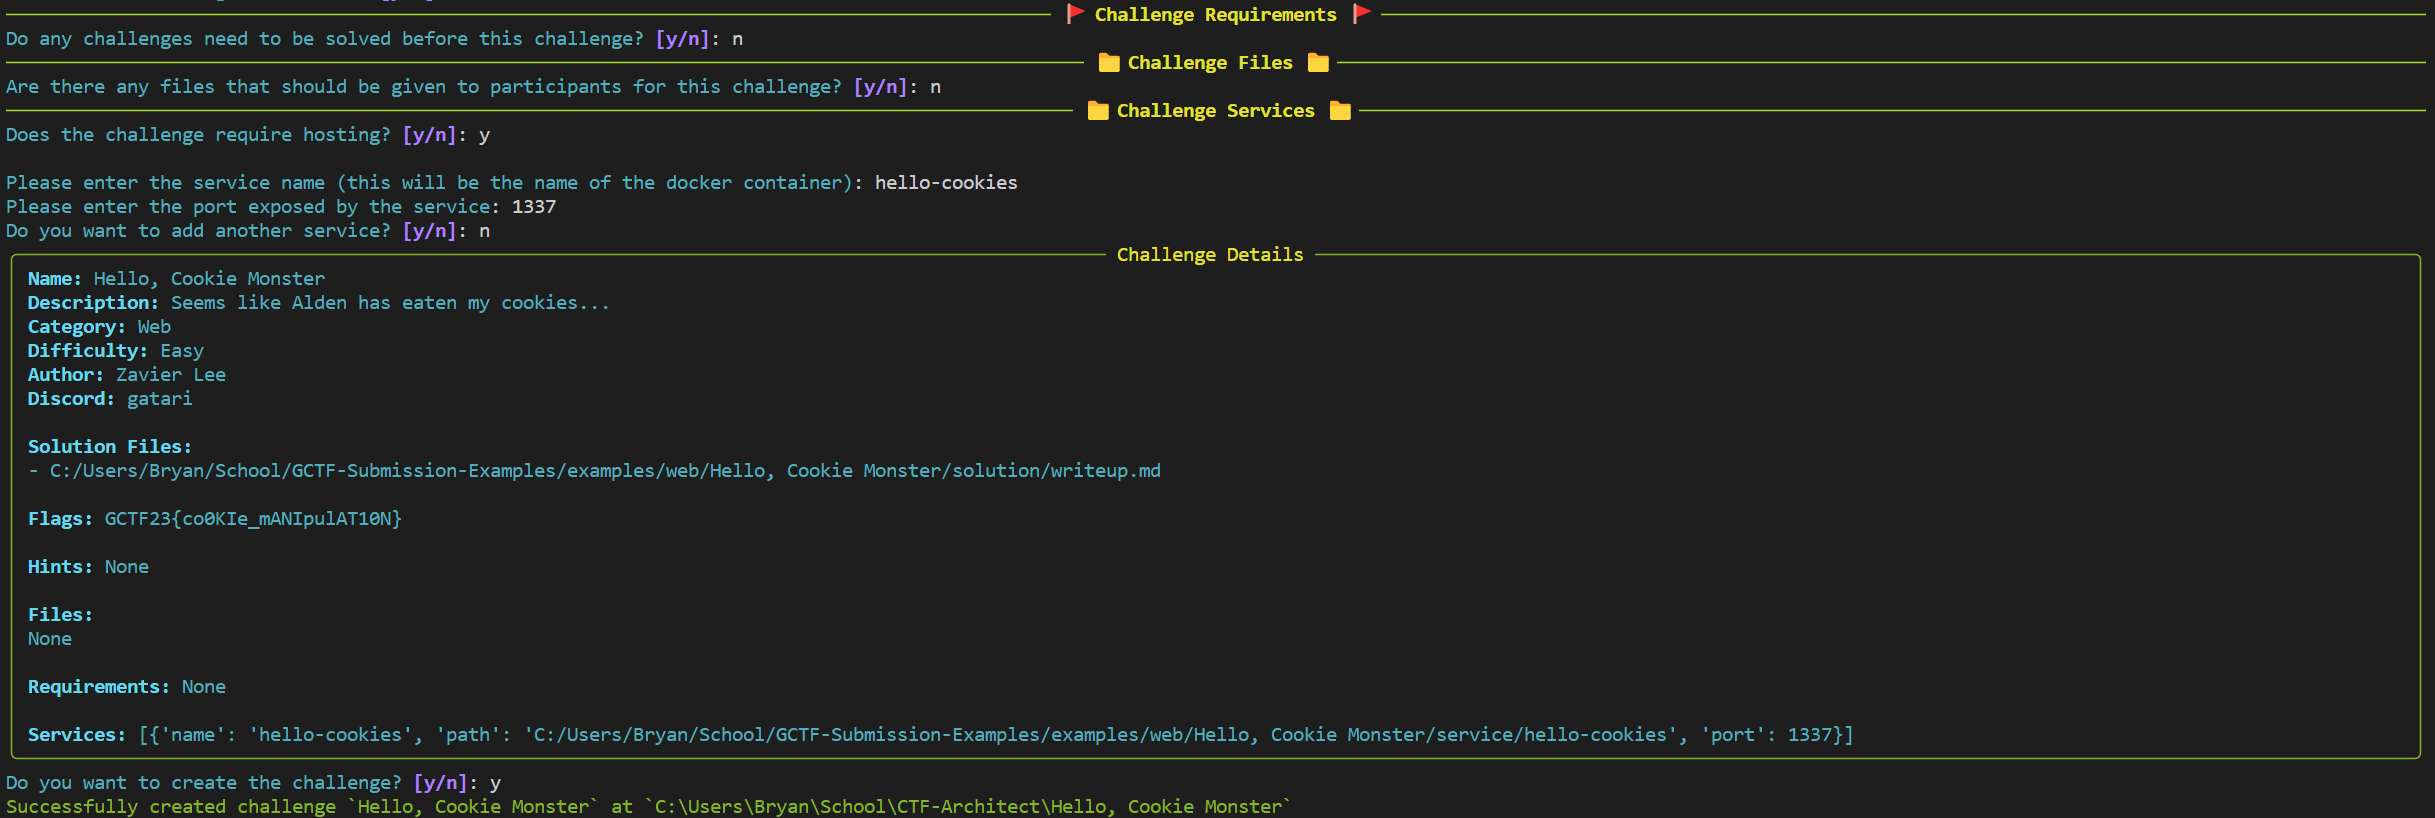 Challenge Requirements
Do any challenges need to be solved before this challenge? [y/n]: n
Challenge Files
Are there any files that should be given to participants for this challenge? [y/n]: n
Challenge Services
Does the challenge require hosting? [y/n]: y
Please enter the service name (this will be the name of the docker container): hello-cookies
Please enter the port exposed by the service: 1337
Do you want to add another service? [y/n]: n
Challenge Details
Name: Hello, Cookie Monster
Description: Seems like Alden has eaten my cookies...
Category: Web
Difficulty: Easy
Author: Zavier Lee
Discord: gatari
Solution Files:
- C:/Users/Bryan/School/GCTF-Submission-Examples/examples/web/Hello, Cookie Monster/solution/writeup.md
Flags: GCTF23{co0KIe_mANIpulAT10N}
Hints: None
Files:
None
Requirements: None
Services: [{'name': 'hello-cookies', 'path': 'C:/Users/Bryan/School/GCTF-Submission-Examples/examples/web/Hello, Cookie Monster/service/hello-cookies', 'port': 1337}]
Do you want to create the challenge? [y/n]: y
Successfully created challenge `Hello, Cookie Monster` at `C:\Users\Bryan\School\CTF-Architect\Hello, Cookie Monster`